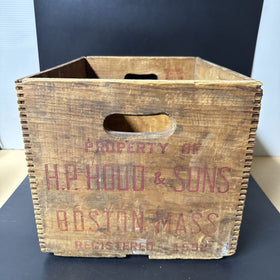 PROPERTY OF
H.P. HOOD & SONS
BOSTON MASS
REGISTERED